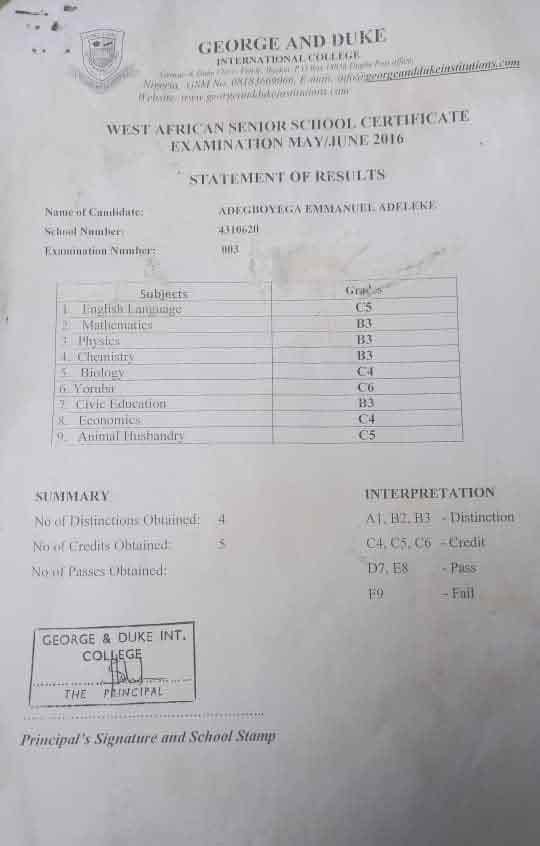 GEORGE AND DUKE
INTERNATIONAL COLLEGE
Nigeria, GSM No. E-mail. info@georgeanddukeinstitutions.com
Website: www.georgeanddukeinstitutions.com
WEST AFRICAN SENIOR SCHOOL CERTIFICATE
EXAMINATION MAY/JUNE 2016
STATEMENT OF RESULTS
Name of Candidate: ADEGBOYEGA EMMANUEL ADELEKE
School Number: 4310620
Examination Number: 003
Subjects Grades
1. English Language C5
2. Mathematics B3
3. Physics B3
4. Chemistry B3
5. Biology C4
6. Yoruba C6
7. Civic Education B3
8. Economics C4
9. Animal Husbandry C5
SUMMARY
No of Distinctions Obtained: 4
No of Credits Obtained: 5
No of Passes Obtained:
INTERPRETATION
A1, B2, B3 - Distinction
C4, C5, C6 - Credit
D7, E8 - Pass
F9 - Fail
GEORGE & DUKE INT.
COLLEGE
THE PRINCIPAL
Principal's Signature and School Stamp